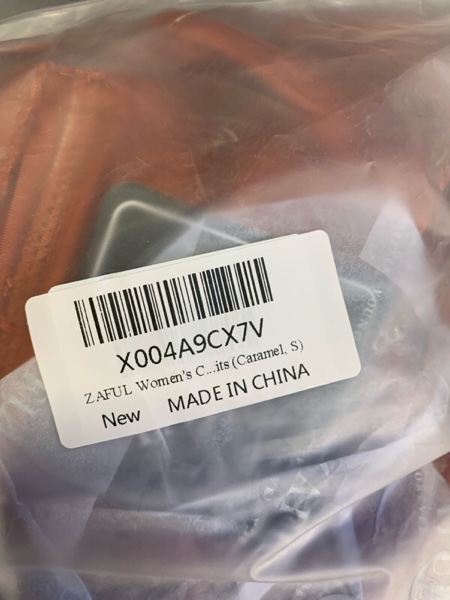 X004A9CX7V
ZAFUL Women's C...its (Caramel, S)
New MADE IN CHINA